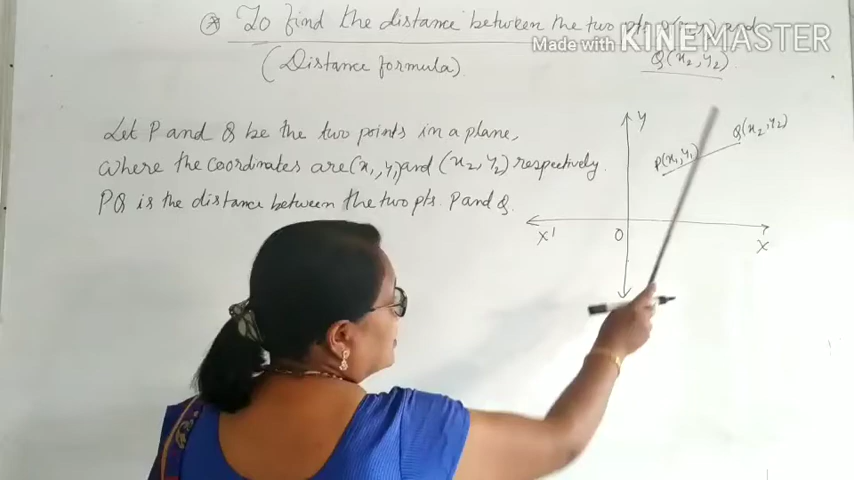 * To find the distance between the two pts and
Made with KINEMASTER
Q(x₂, y₂)
(Distance formula)
Let P and Q be the two points in a plane,
where the coordinates are (x₁, y₁) and (x₂, y₂) respectively.
PQ is the distance between the two pts. P and Q.
Y
Q(x₂, y₂)
P(x₁, y₁)
X'
O
X